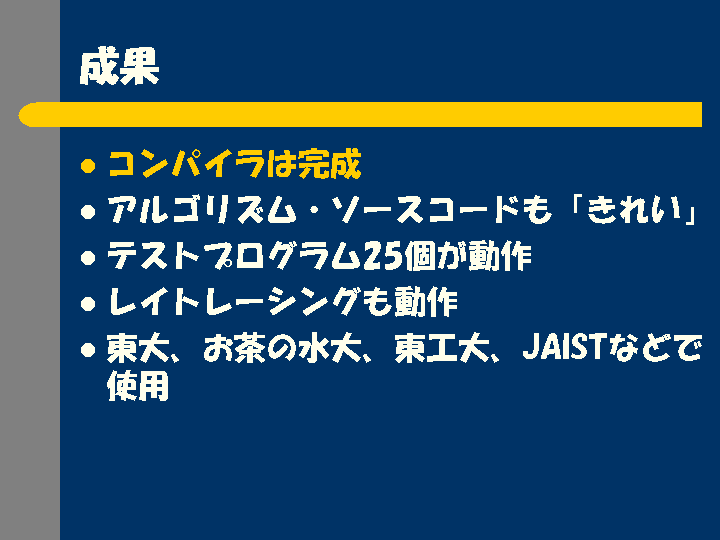 成果
コンパイラは完成
アルゴリズム・ソースコードも「きれい」
テストプログラム25個が動作
レイトレーシングも動作
東大、お茶の水大、東工大、JAISTなどで
使用